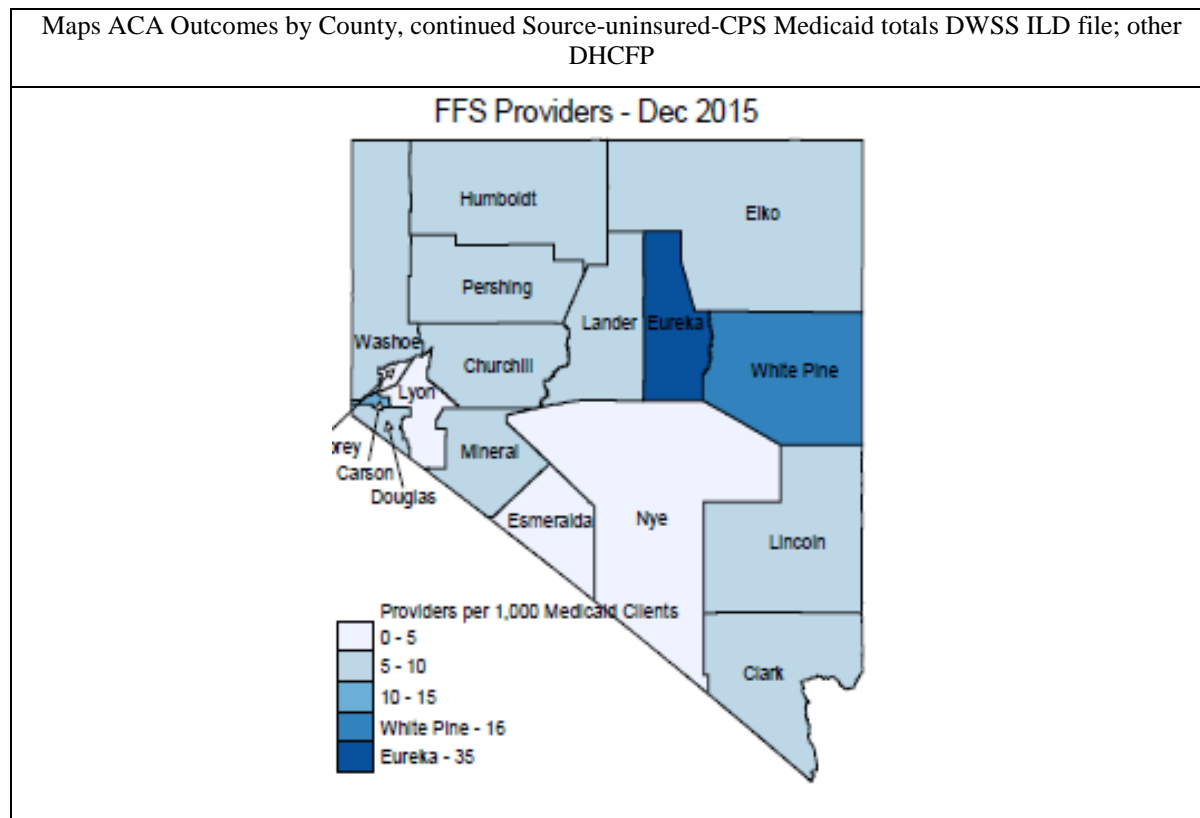 Maps ACA Outcomes by County, continued Source-uninsured-CPS Medicaid totals DWSS ILD file; other
DHCFP
FFS Providers - Dec 2015
Humboldt
Elko
Pershing
Lander
Eureka
Washoe
Churchill
White Pine
Lyon
orey
Mineral
Carson
Douglas
Esmeralda
Nye
Lincoln
Clark
Providers per 1,000 Medicaid Clients
0 - 5
5 - 10
10 - 15
White Pine - 16
Eureka - 35